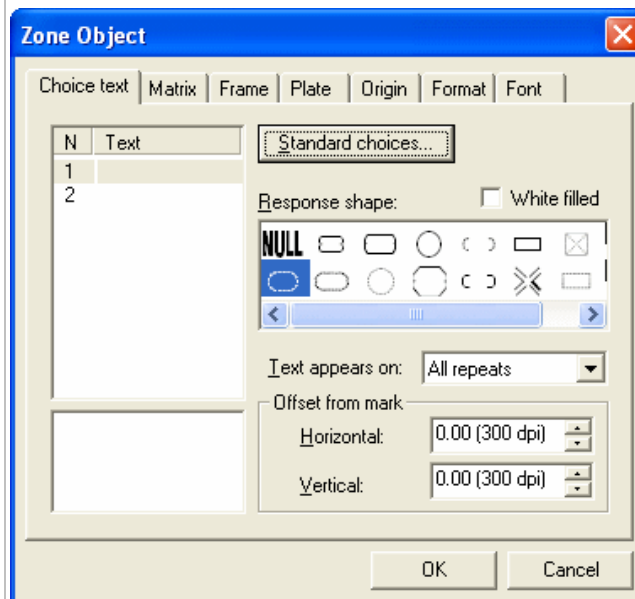 Zone Object
Choice text Matrix Frame Plate Origin Format Font
N Text
1
2
Standard choices...
Response shape:
White filled
NULL
Text appears on: All repeats
Offset from mark
Horizontal: 0.00 (300 dpi)
Vertical: 0.00 (300 dpi)
OK Cancel